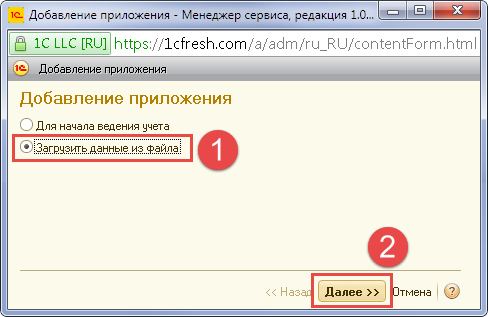 Добавление приложения - Менеджер сервиса, редакция 1.0...
1C LLC [RU] https://1cfresh.com/a/adm/ru_RU/contentForm.html
1С Добавление приложения
Добавление приложения
Для начала ведения учета
Загрузить данные из файла
1
2
<< Назад Далее >> Отмена ?